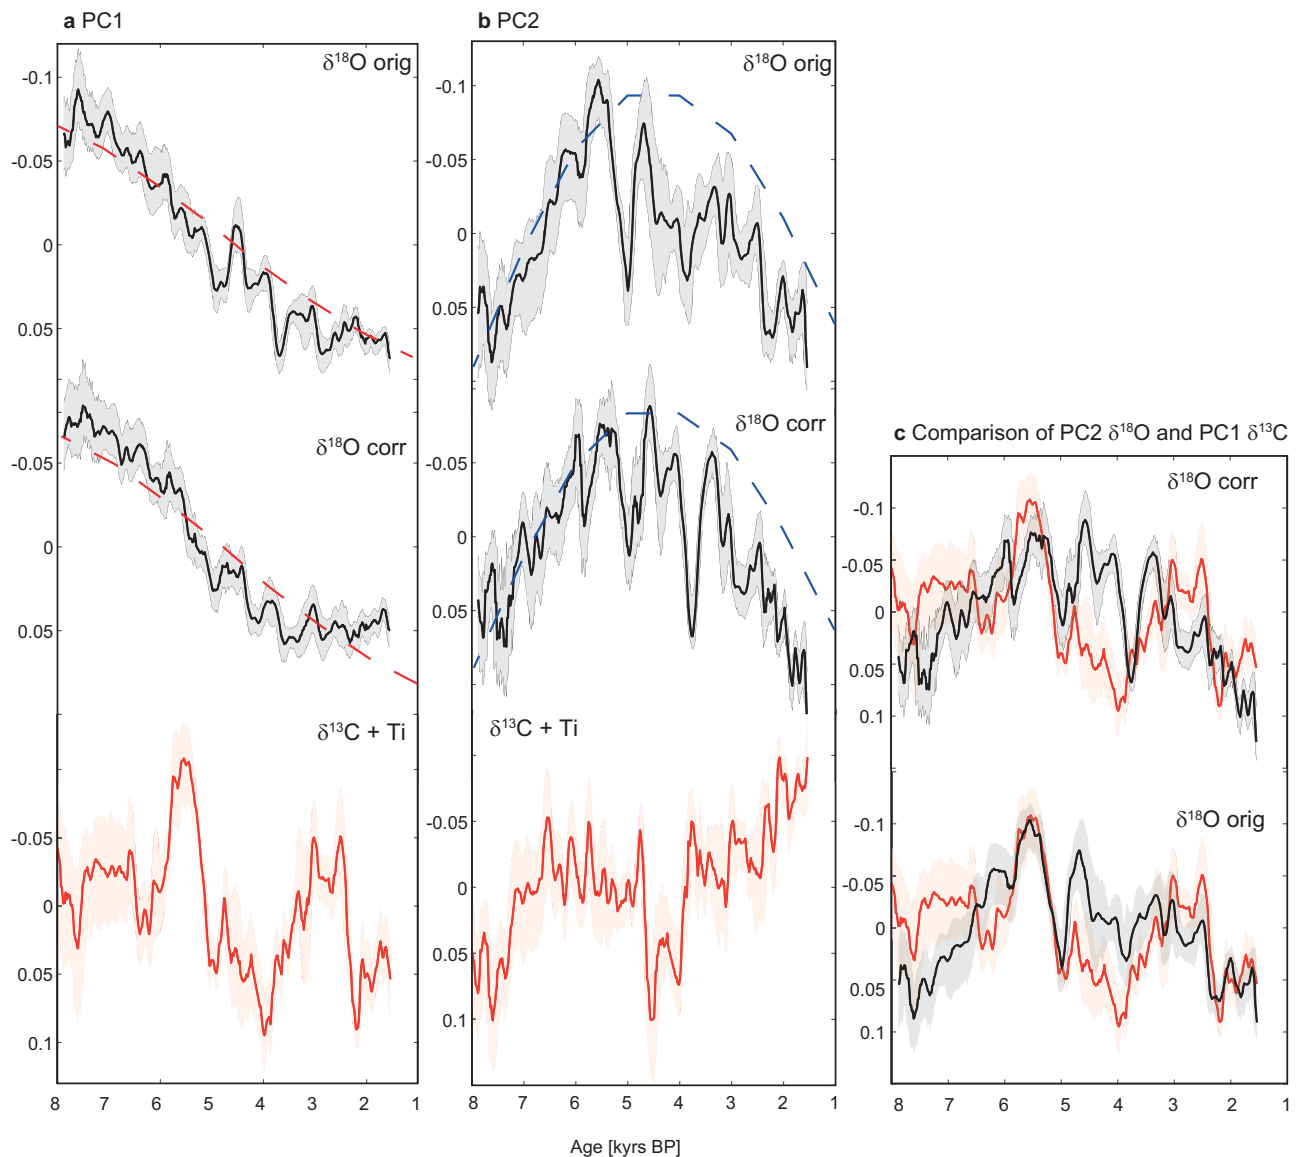 a PC1
δ18O orig
-0.1
-0.05
0
0.05
δ18O corr
-0.05
0
0.05
δ13C + Ti
-0.05
0
0.05
0.1
8 7 6 5 4 3 2 1
b PC2
δ18O orig
-0.1
-0.05
0
0.05
δ18O corr
-0.05
0
0.05
δ13C + Ti
-0.05
0
0.05
0.1
8 7 6 5 4 3 2 1
Age [kyrs BP]
c Comparison of PC2 δ18O and PC1 δ13C
δ18O corr
-0.1
-0.05
0
0.05
0.1
δ18O orig
-0.1
-0.05
0
0.05
0.1
8 7 6 5 4 3 2 1